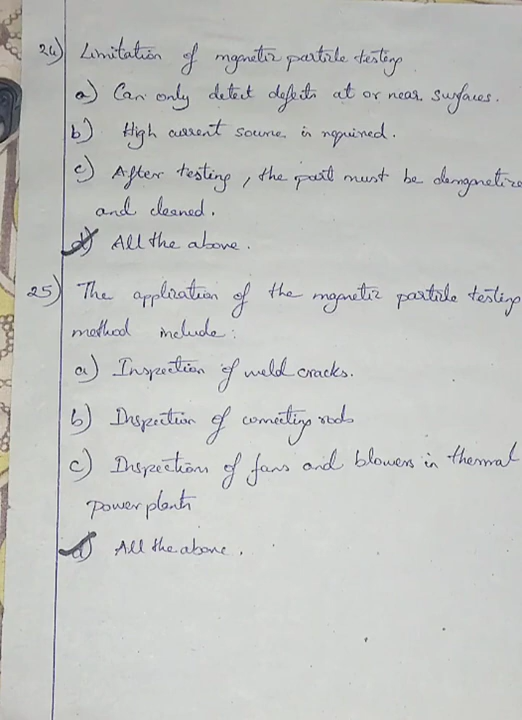 24) Limitation of mgnetic particle testing
a) Can only detect defects at or near surfaces.
b) High current source is required.
c) After testing, the part must be demgnetize
and cleaned.
d) All the above.
25) The application of the mgnetic particle testing
method include:
a) Inspection of weld cracks.
b) Inspection of connecting rods
c) Inspection of fans and blowers in thermal
power plants
d) All the above.